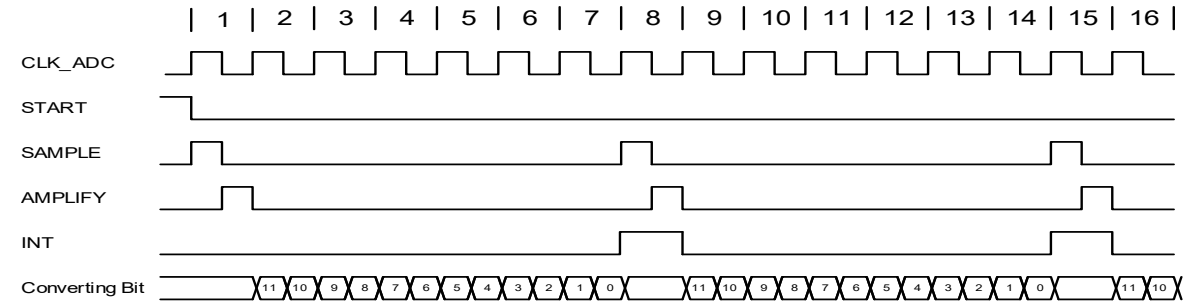 | 1 | 2 | 3 | 4 | 5 | 6 | 7 | 8 | 9 | 10 | 11 | 12 | 13 | 14 | 15 | 16 |
CLK_ADC
START
SAMPLE
AMPLIFY
INT
Converting Bit 11 10 9 8 7 6 5 4 3 2 1 0 11 10 9 8 7 6 5 4 3 2 1 0 11 10